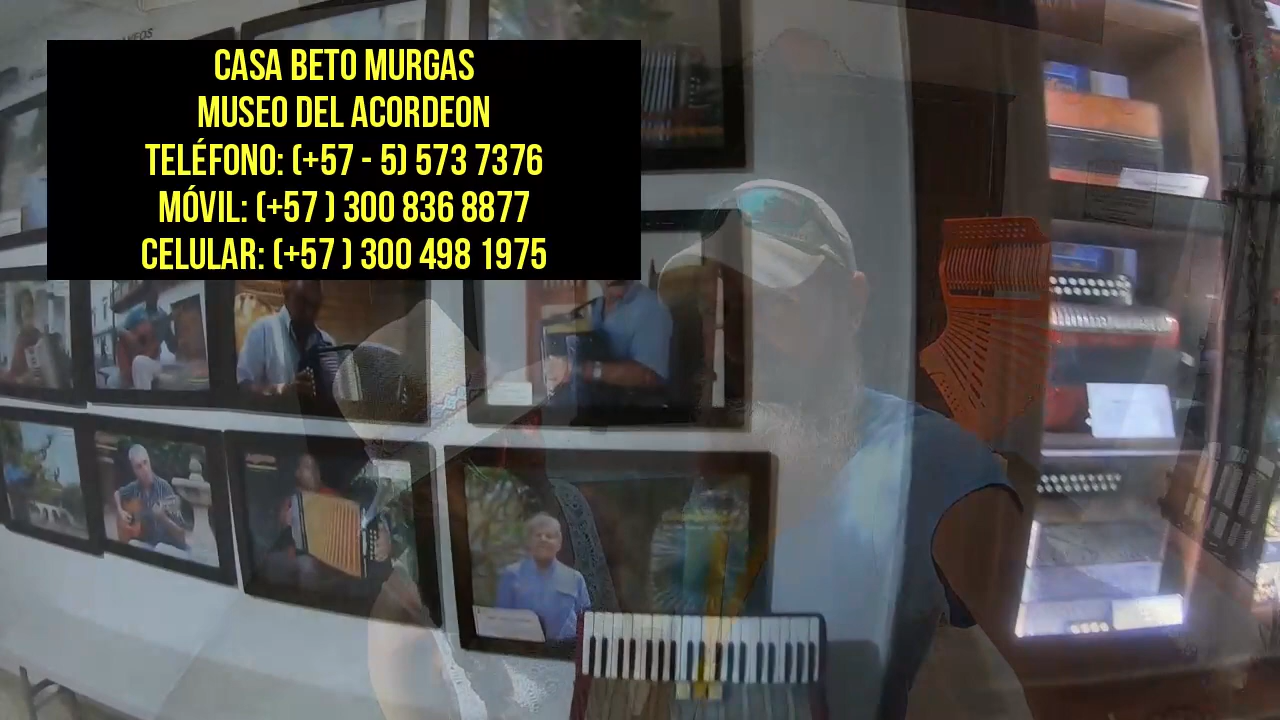 CASA BETO MURGAS
MUSEO DEL ACORDEON
TELÉFONO: (+57 - 5) 573 7376
MÓVIL: (+57 ) 300 836 8877
CELULAR: (+57 ) 300 498 1975